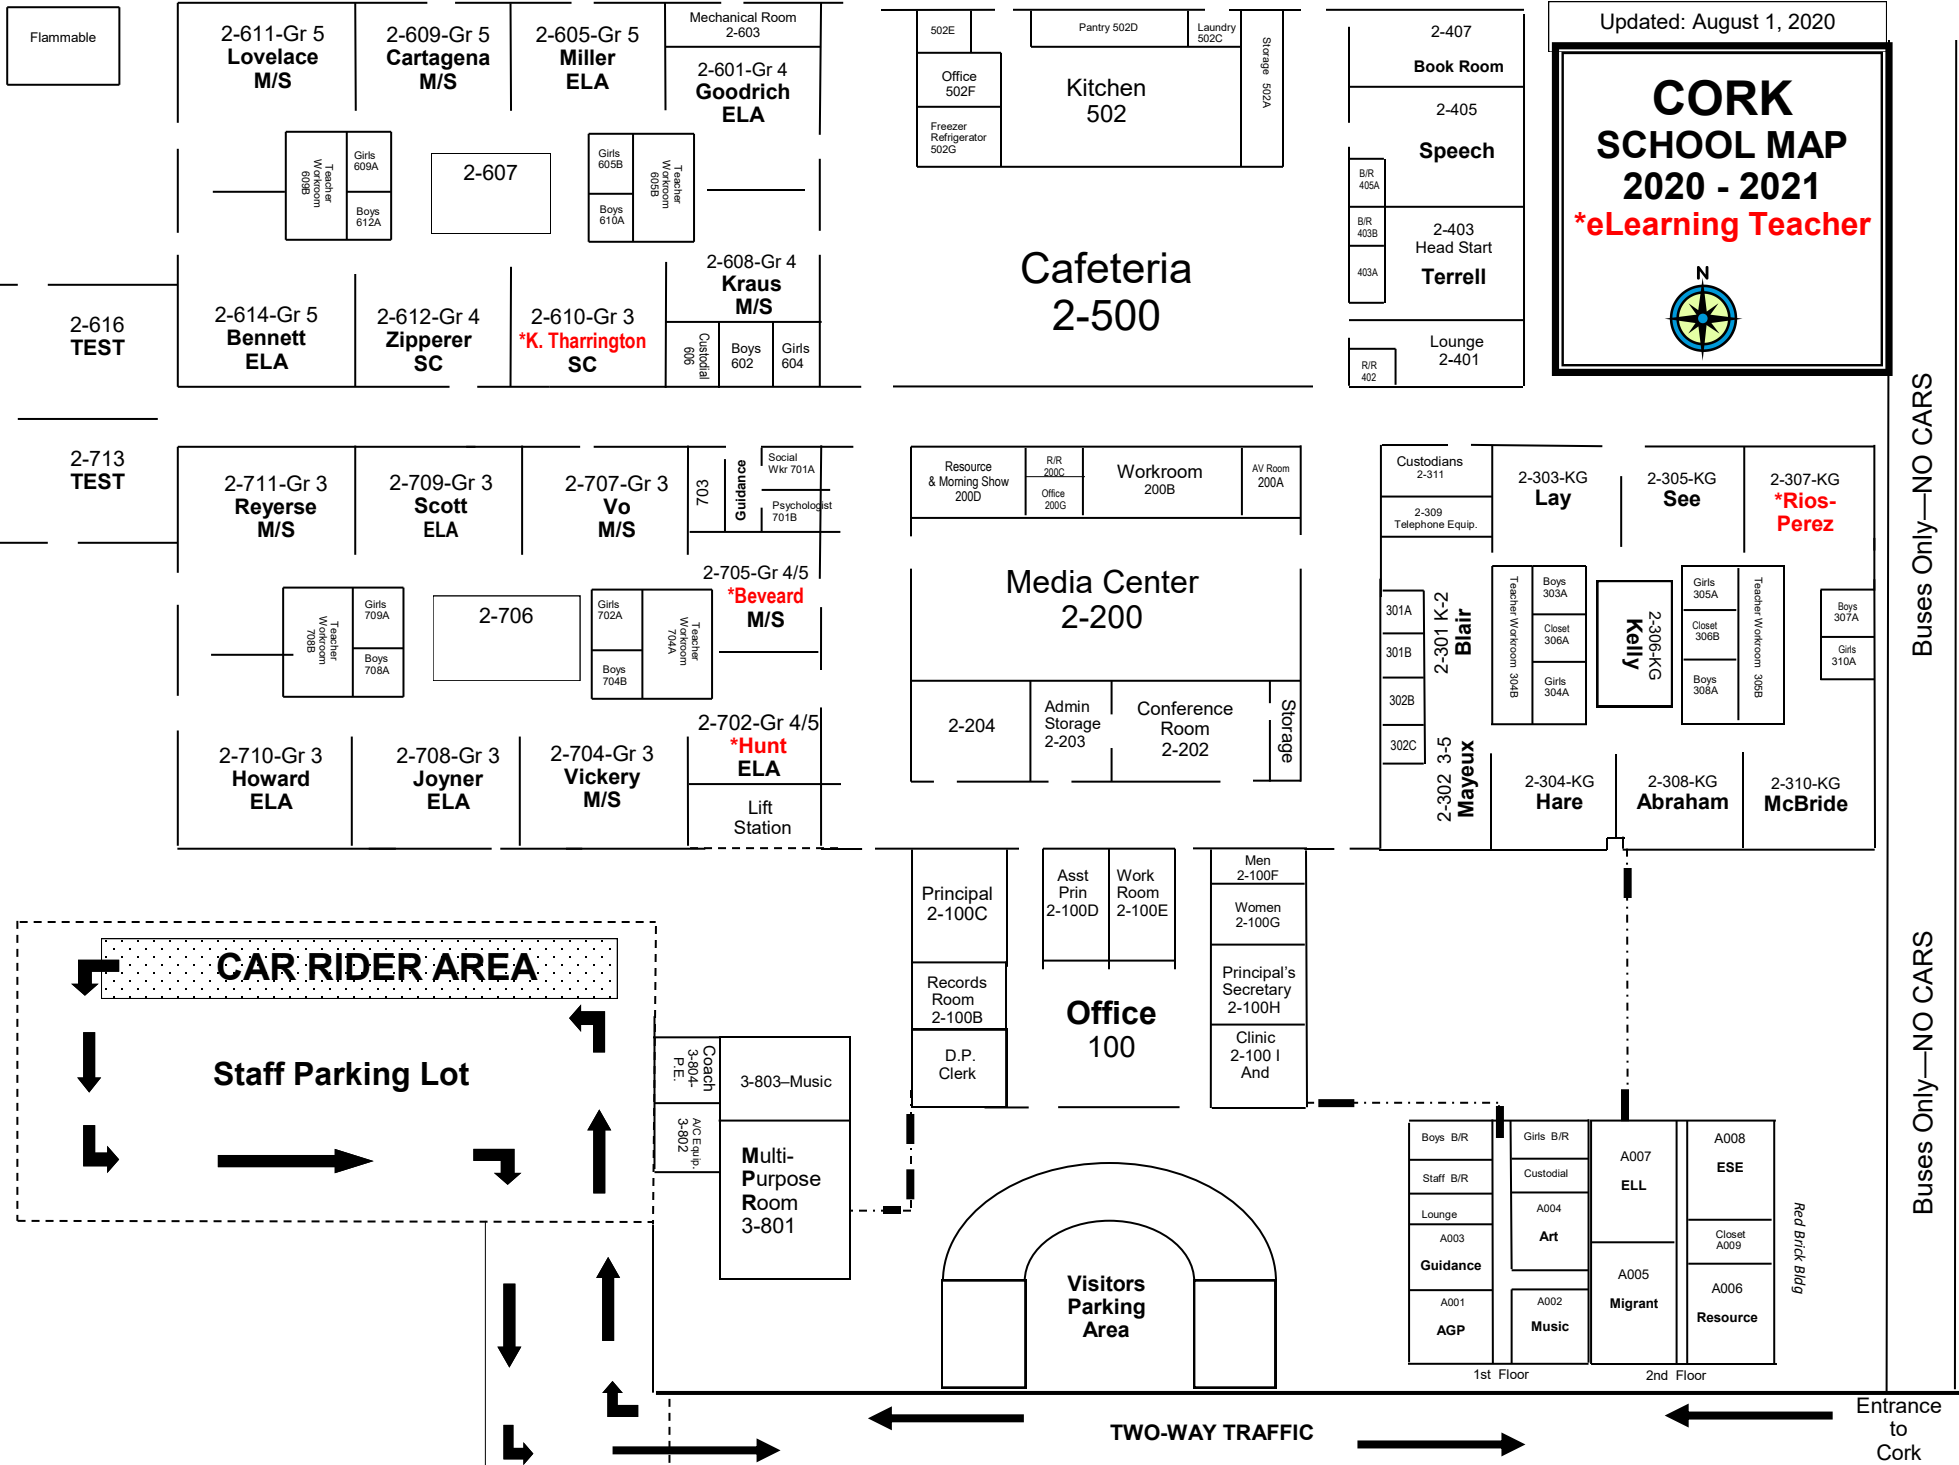 Flammable
2-611-Gr 5
Lovelace
M/S
2-609-Gr 5
Cartagena
M/S
2-605-Gr 5
Miller
ELA
Mechanical Room
2-603
2-601-Gr 4
Goodrich
ELA
Teacher
Workroom
609B
Girls
609A
Boys
612A
2-607
Girls
605B
Boys
610A
Teacher
Workroom
605B
2-614-Gr 5
Bennett
ELA
2-612-Gr 4
Zipperer
SC
2-610-Gr 3
*K. Tharrington
SC
2-608-Gr 4
Kraus
M/S
Custodial
606
Boys
602
Girls
604
2-616
TEST
2-713
TEST
502E
Pantry 502D
Laundry
502C
Storage 502A
Office
502F
Freezer
Refrigerator
502G
Kitchen
502
Cafeteria
2-500
2-407
Book Room
2-405
Speech
B/R
405A
B/R
403B
403A
2-403
Head Start
Terrell
Lounge
2-401
R/R
402
Updated: August 1, 2020
CORK
SCHOOL MAP
2020 - 2021
*eLearning Teacher
N
Buses Only—NO CARS
2-711-Gr 3
Reyerse
M/S
2-709-Gr 3
Scott
ELA
2-707-Gr 3
Vo
M/S
703
Guidance
Social
Wkr 701A
Psychologist
701B
2-705-Gr 4/5
*Beveard
M/S
Teacher
Workroom
708B
Girls
709A
Boys
708A
2-706
Girls
702A
Boys
704B
Teacher
Workroom
704A
2-710-Gr 3
Howard
ELA
2-708-Gr 3
Joyner
ELA
2-704-Gr 3
Vickery
M/S
2-702-Gr 4/5
*Hunt
ELA
Lift
Station
Resource
& Morning Show
200D
R/R
200C
Office
200G
Workroom
200B
AV Room
200A
Media Center
2-200
2-204
Admin
Storage
2-203
Conference
Room
2-202
Storage
Custodians
2-311
2-309
Telephone Equip.
2-303-KG
Lay
2-305-KG
See
2-307-KG
*Rios-
Perez
301A
301B
302B
302C
2-301 K-2
Blair
2-302 3-5
Mayeux
Teacher Workroom 304B
Boys
303A
Closet
306A
Girls
304A
2-306-KG
Kelly
Girls
305A
Closet
306B
Boys
308A
Teacher Workroom 305B
Boys
307A
Girls
310A
2-304-KG
Hare
2-308-KG
Abraham
2-310-KG
McBride
Principal
2-100C
Asst
Prin
2-100D
Work
Room
2-100E
Men
2-100F
Women
2-100G
Records
Room
2-100B
Principal's
Secretary
2-100H
Office
100
D.P.
Clerk
Clinic
2-100 I
And
CAR RIDER AREA
Staff Parking Lot
Coach
3-804-
P.E.
3-803–Music
A/C Equip.
3-802
Multi-
Purpose
Room
3-801
Visitors
Parking
Area
Boys B/R
Staff B/R
Lounge
A003
Guidance
A001
AGP
Girls B/R
Custodial
A004
Art
A002
Music
A007
ELL
A005
Migrant
A008
ESE
Closet
A009
A006
Resource
1st Floor
2nd Floor
Red Brick Bldg
Buses Only—NO CARS
TWO-WAY TRAFFIC
Entrance
to
Cork